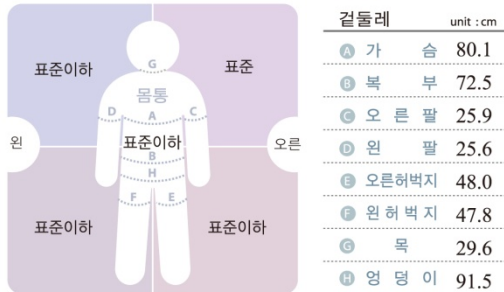 표준이하
표준
G
몸통
D
A
C
왼
표준이하
오른
B
H
F
E
표준이하
표준이하
겉둘레 unit : cm
A 가 슴 80.1
B 복 부 72.5
C 오 른 팔 25.9
D 왼 팔 25.6
E 오른허벅지 48.0
F 왼 허 벅 지 47.8
G 목 29.6
H 엉 덩 이 91.5